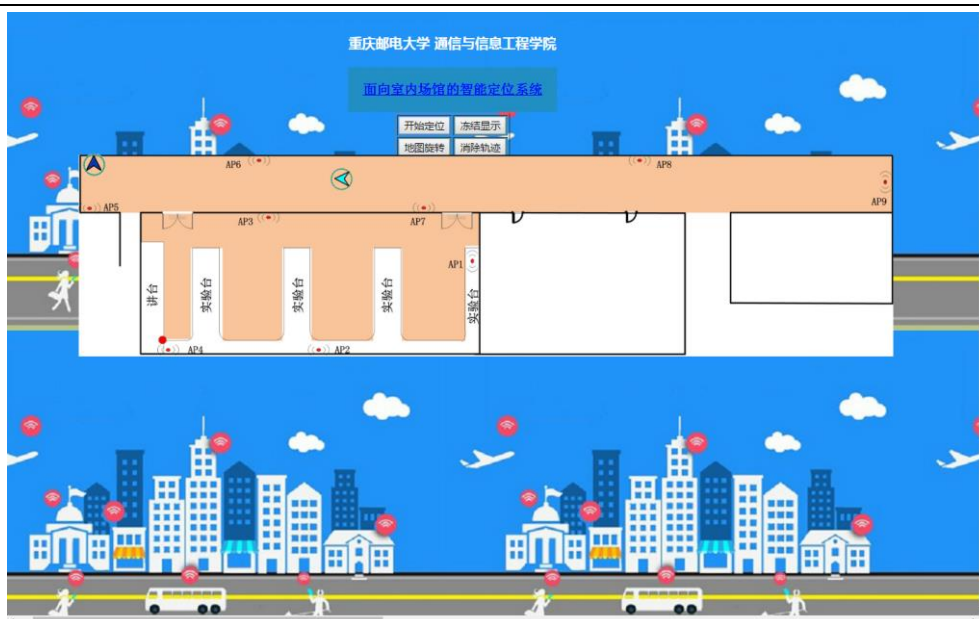 重庆邮电大学 通信与信息工程学院
面向室内场馆的智能定位系统
开始定位 冻结显示
地图旋转 消除轨迹
AP6
AP8
AP5
AP9
AP3
AP7
AP1
讲台
实验台
实验台
实验台
实验台
AP4
AP2